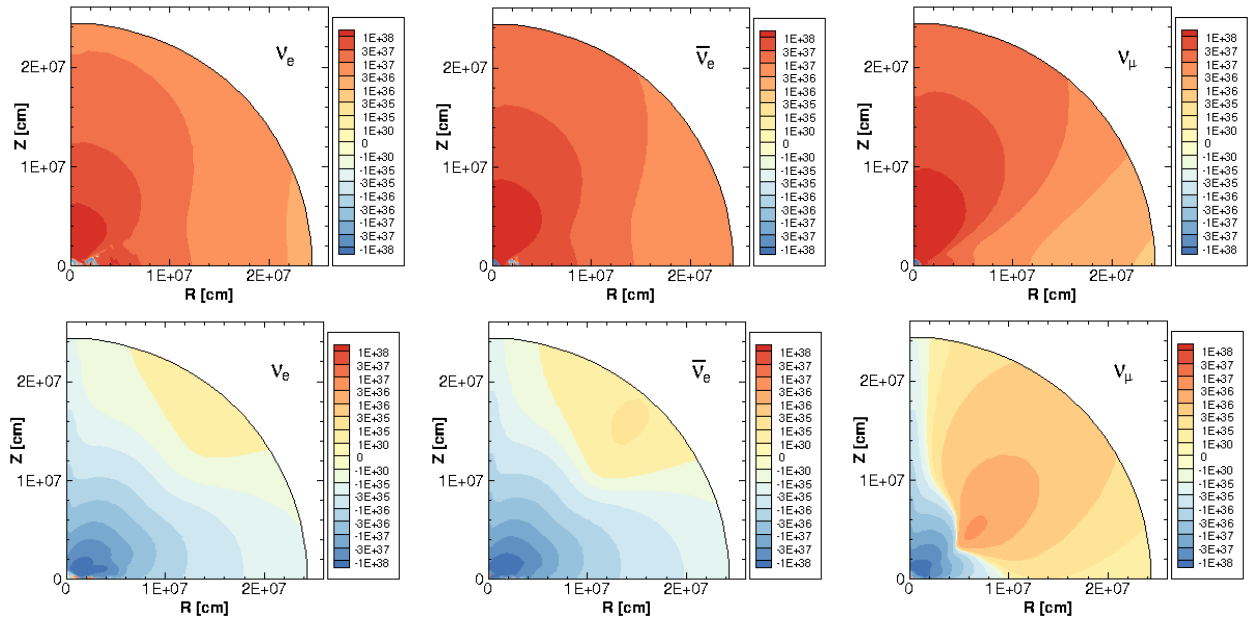 2E+07
1E+07
0
Z [cm]
0
1E+07
2E+07
R [cm]
νe
1E+38
3E+37
1E+37
3E+36
1E+36
3E+35
1E+35
1E+30
0
-1E+30
-1E+35
-3E+35
-1E+36
-3E+36
-1E+37
-3E+37
-1E+38
2E+07
1E+07
0
Z [cm]
0
1E+07
2E+07
R [cm]
ν̅e
1E+38
3E+37
1E+37
3E+36
1E+36
3E+35
1E+35
1E+30
0
-1E+30
-1E+35
-3E+35
-1E+36
-3E+36
-1E+37
-3E+37
-1E+38
2E+07
1E+07
0
Z [cm]
0
1E+07
2E+07
R [cm]
νμ
1E+38
3E+37
1E+37
3E+36
1E+36
3E+35
1E+35
1E+30
0
-1E+30
-1E+35
-3E+35
-1E+36
-3E+36
-1E+37
-3E+37
-1E+38
2E+07
1E+07
0
Z [cm]
0
1E+07
2E+07
R [cm]
νe
1E+38
3E+37
1E+37
3E+36
1E+36
3E+35
1E+35
1E+30
0
-1E+30
-1E+35
-3E+35
-1E+36
-3E+36
-1E+37
-3E+37
-1E+38
2E+07
1E+07
0
Z [cm]
0
1E+07
2E+07
R [cm]
ν̅e
1E+38
3E+37
1E+37
3E+36
1E+36
3E+35
1E+35
1E+30
0
-1E+30
-1E+35
-3E+35
-1E+36
-3E+36
-1E+37
-3E+37
-1E+38
2E+07
1E+07
0
Z [cm]
0
1E+07
2E+07
R [cm]
νμ
1E+38
3E+37
1E+37
3E+36
1E+36
3E+35
1E+35
1E+30
0
-1E+30
-1E+35
-3E+35
-1E+36
-3E+36
-1E+37
-3E+37
-1E+38